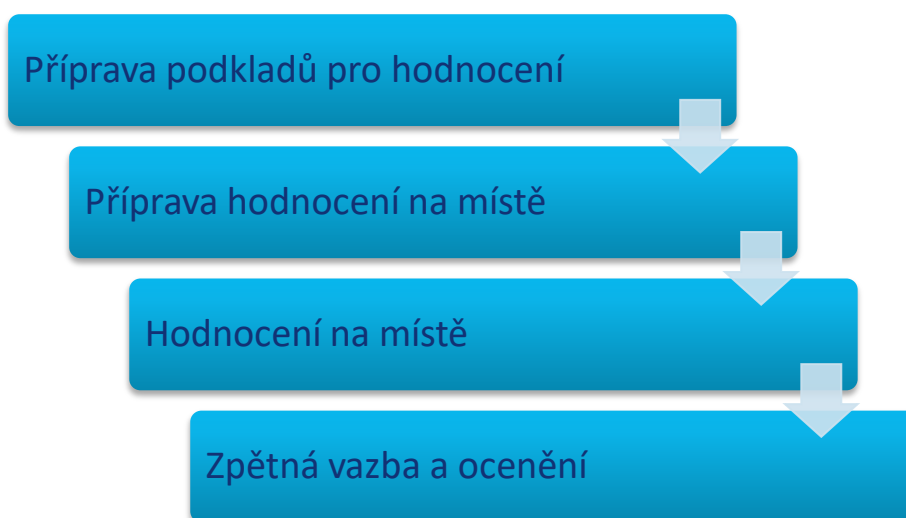 Příprava podkladů pro hodnocení
Příprava hodnocení na místě
Hodnocení na místě
Zpětná vazba a ocenění